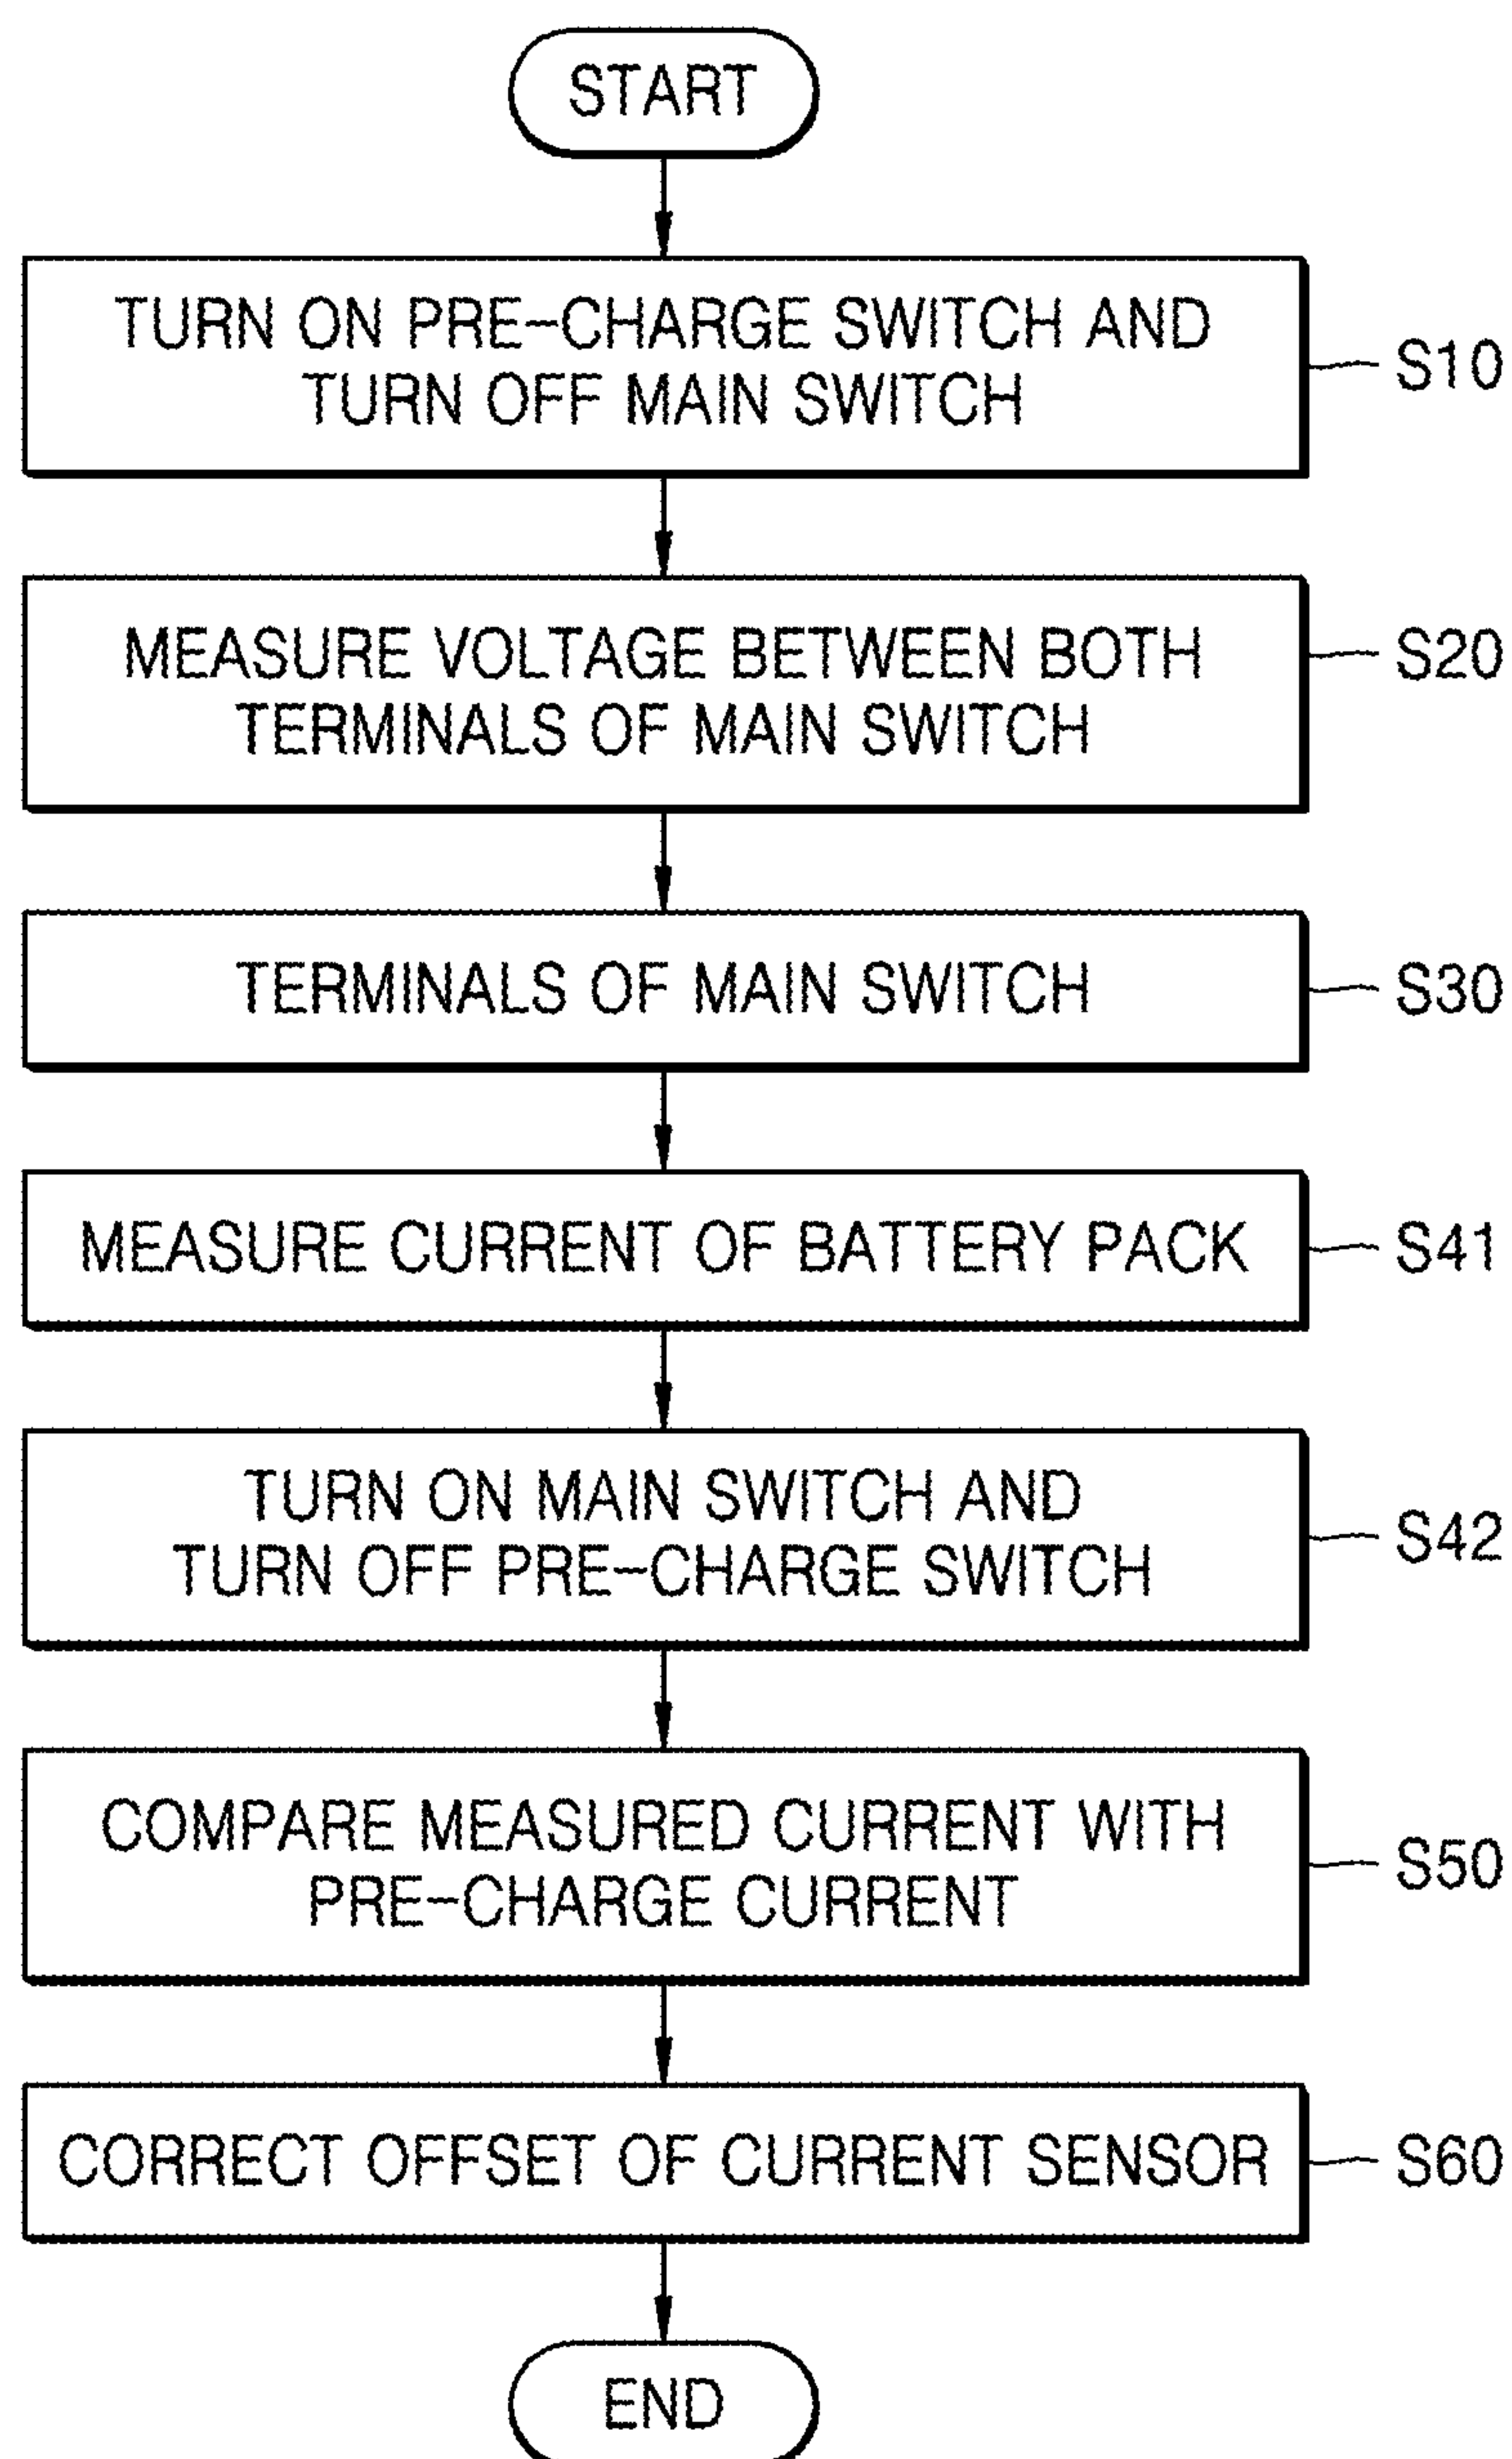 START
TURN ON PRE-CHARGE SWITCH AND
TURN OFF MAIN SWITCH
S10
MEASURE VOLTAGE BETWEEN BOTH
TERMINALS OF MAIN SWITCH
S20
TERMINALS OF MAIN SWITCH
S30
MEASURE CURRENT OF BATTERY PACK
S41
TURN ON MAIN SWITCH AND
TURN OFF PRE-CHARGE SWITCH
S42
COMPARE MEASURED CURRENT WITH
PRE-CHARGE CURRENT
S50
CORRECT OFFSET OF CURRENT SENSOR
S60
END